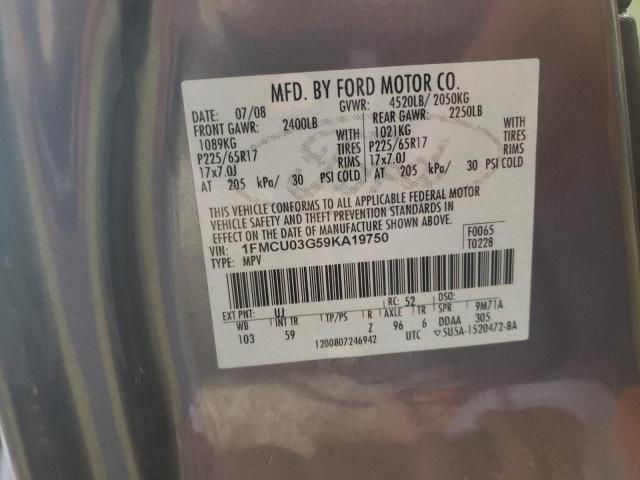 MFD. BY FORD MOTOR CO.
DATE: 07/08 GVWR: 4520LB/ 2050KG
FRONT GAWR: 2400LB REAR GAWR: 2250LB
1089KG WITH 1021KG WITH
P225/65R17 TIRES P225/65R17 TIRES
17x7.0J RIMS 17x7.0J RIMS
AT 205 kPa/ 30 PSI COLD AT 205 kPa/ 30 PSI COLD
THIS VEHICLE CONFORMS TO ALL APPLICABLE FEDERAL MOTOR
VEHICLE SAFETY AND THEFT PREVENTION STANDARDS IN
EFFECT ON THE DATE OF MANUFACTURE SHOWN ABOVE.
VIN: 1FMCU03G59KA19750 F0065
TYPE: MPV T0228
EXT PNT: UJ RC: 52 DSO:
WB INT TR TP/PS R AXLE TR SPR 9M71A
103 59 Z 96 6 DDAA 305
1200807246942 UTC ▽5U5A-1520472-BA
Ford